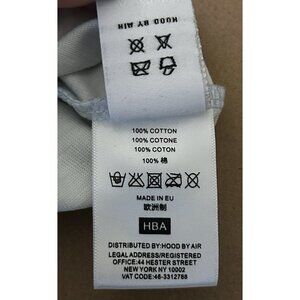 HOOD BY AIR
100% COTTON
100% COTONE
100% COTON
100% 棉
MADE IN EU
欧洲制
HBA
DISTRIBUTED BY:HOOD BY AIR
LEGAL ADDRESS/REGISTERED
OFFICE:44 HESTER STREET
NEW YORK NY 10002
VAT CODE:46-3312788